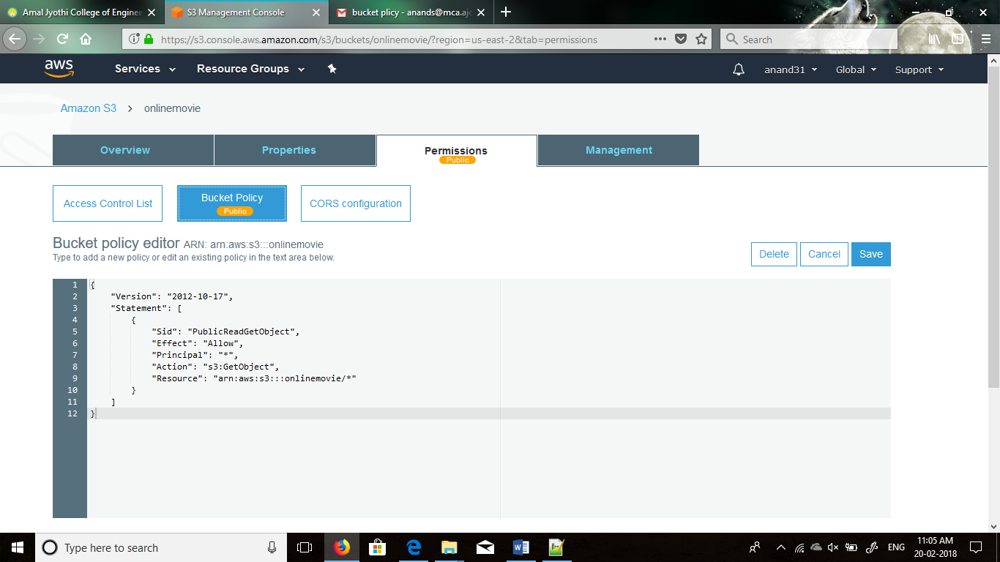 Amal Jyothi College of Enginee
S3 Management Console
bucket plicy - anands@mca.ajc
https://s3.console.aws.amazon.com/s3/buckets/onlinemovie/?region=us-east-2&tab=permissions
Search
aws Services Resource Groups anand31 Global Support
Amazon S3 > onlinemovie
Overview Properties Permissions Management
Public
Access Control List Bucket Policy CORS configuration
Public
Bucket policy editor ARN: arn:aws:s3:::onlinemovie
Type to add a new policy or edit an existing policy in the text area below.
Delete Cancel Save
1 {
2 "Version": "2012-10-17",
3 "Statement": [
4 {
5 "Sid": "PublicReadGetObject",
6 "Effect": "Allow",
7 "Principal": "*",
8 "Action": "s3:GetObject",
9 "Resource": "arn:aws:s3:::onlinemovie/*"
10 }
11 ]
12 }
Type here to search
ENG
11:05 AM
20-02-2018